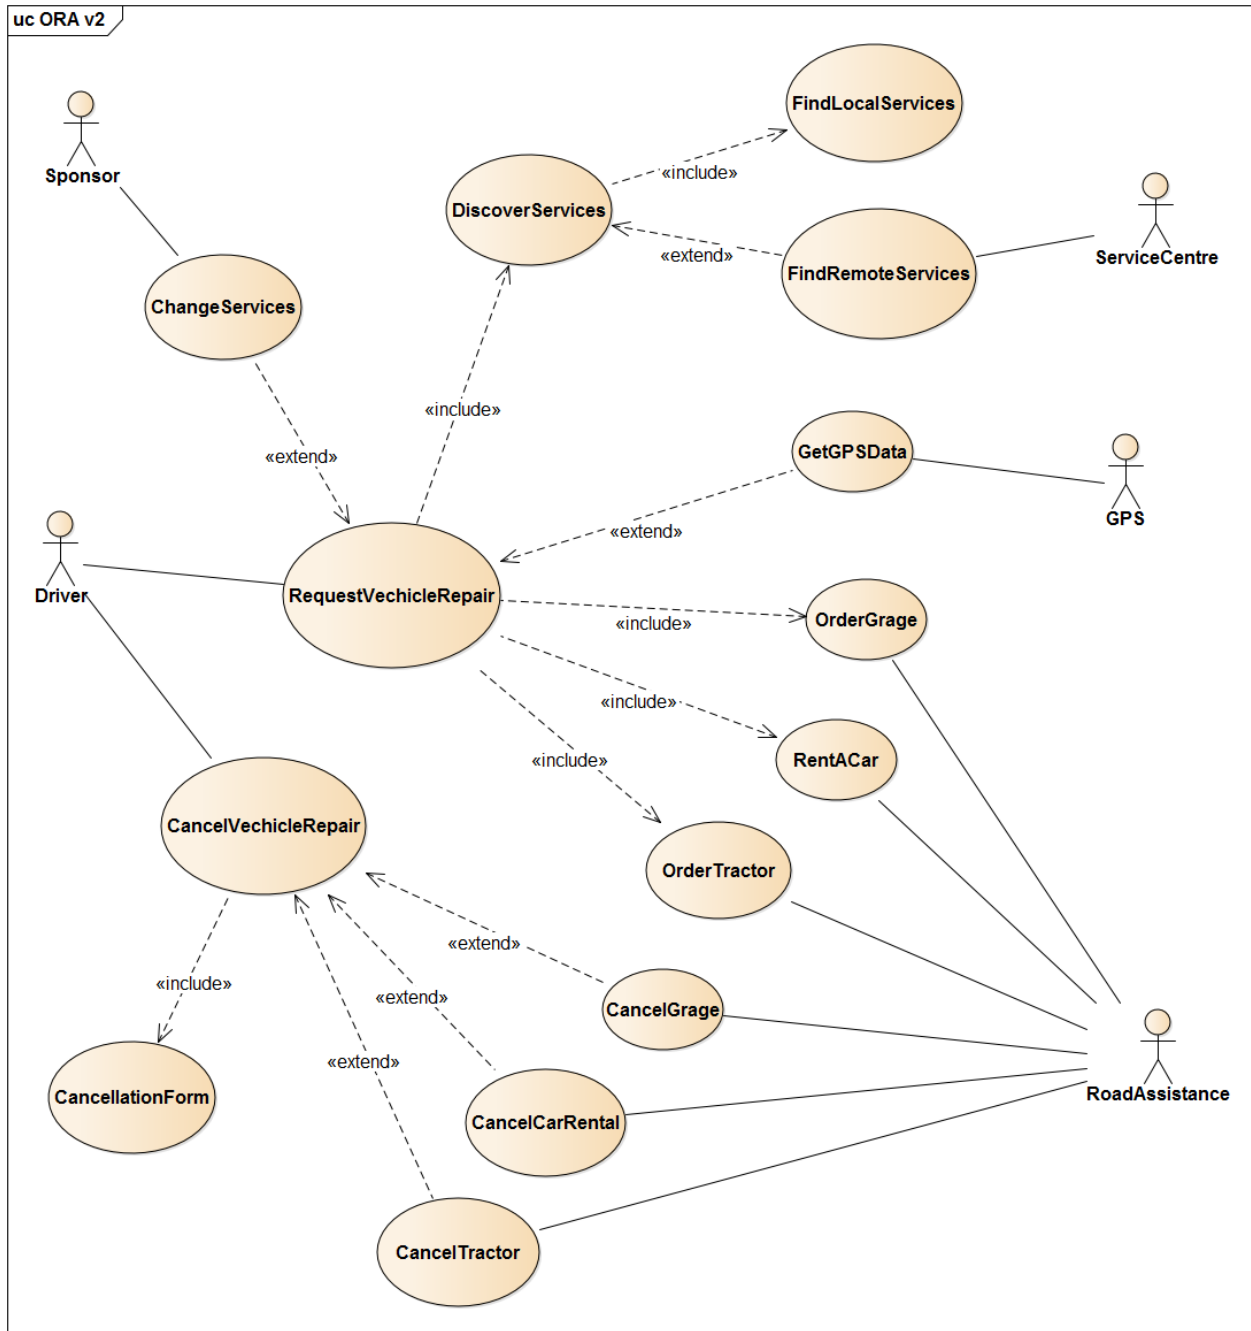 uc ORA v2
FindLocalServices
Sponsor
«include»
DiscoverServices
ServiceCentre
«extend»
FindRemoteServices
ChangeServices
«include»
«extend»
GetGPSData
GPS
«extend»
Driver
RequestVechicleRepair
OrderGrage
«include»
«include»
RentACar
«include»
CancelVechicleRepair
OrderTractor
«extend»
«include»
«extend»
CancelGrage
«extend»
CancellationForm
RoadAssistance
CancelCarRental
CancelTractor